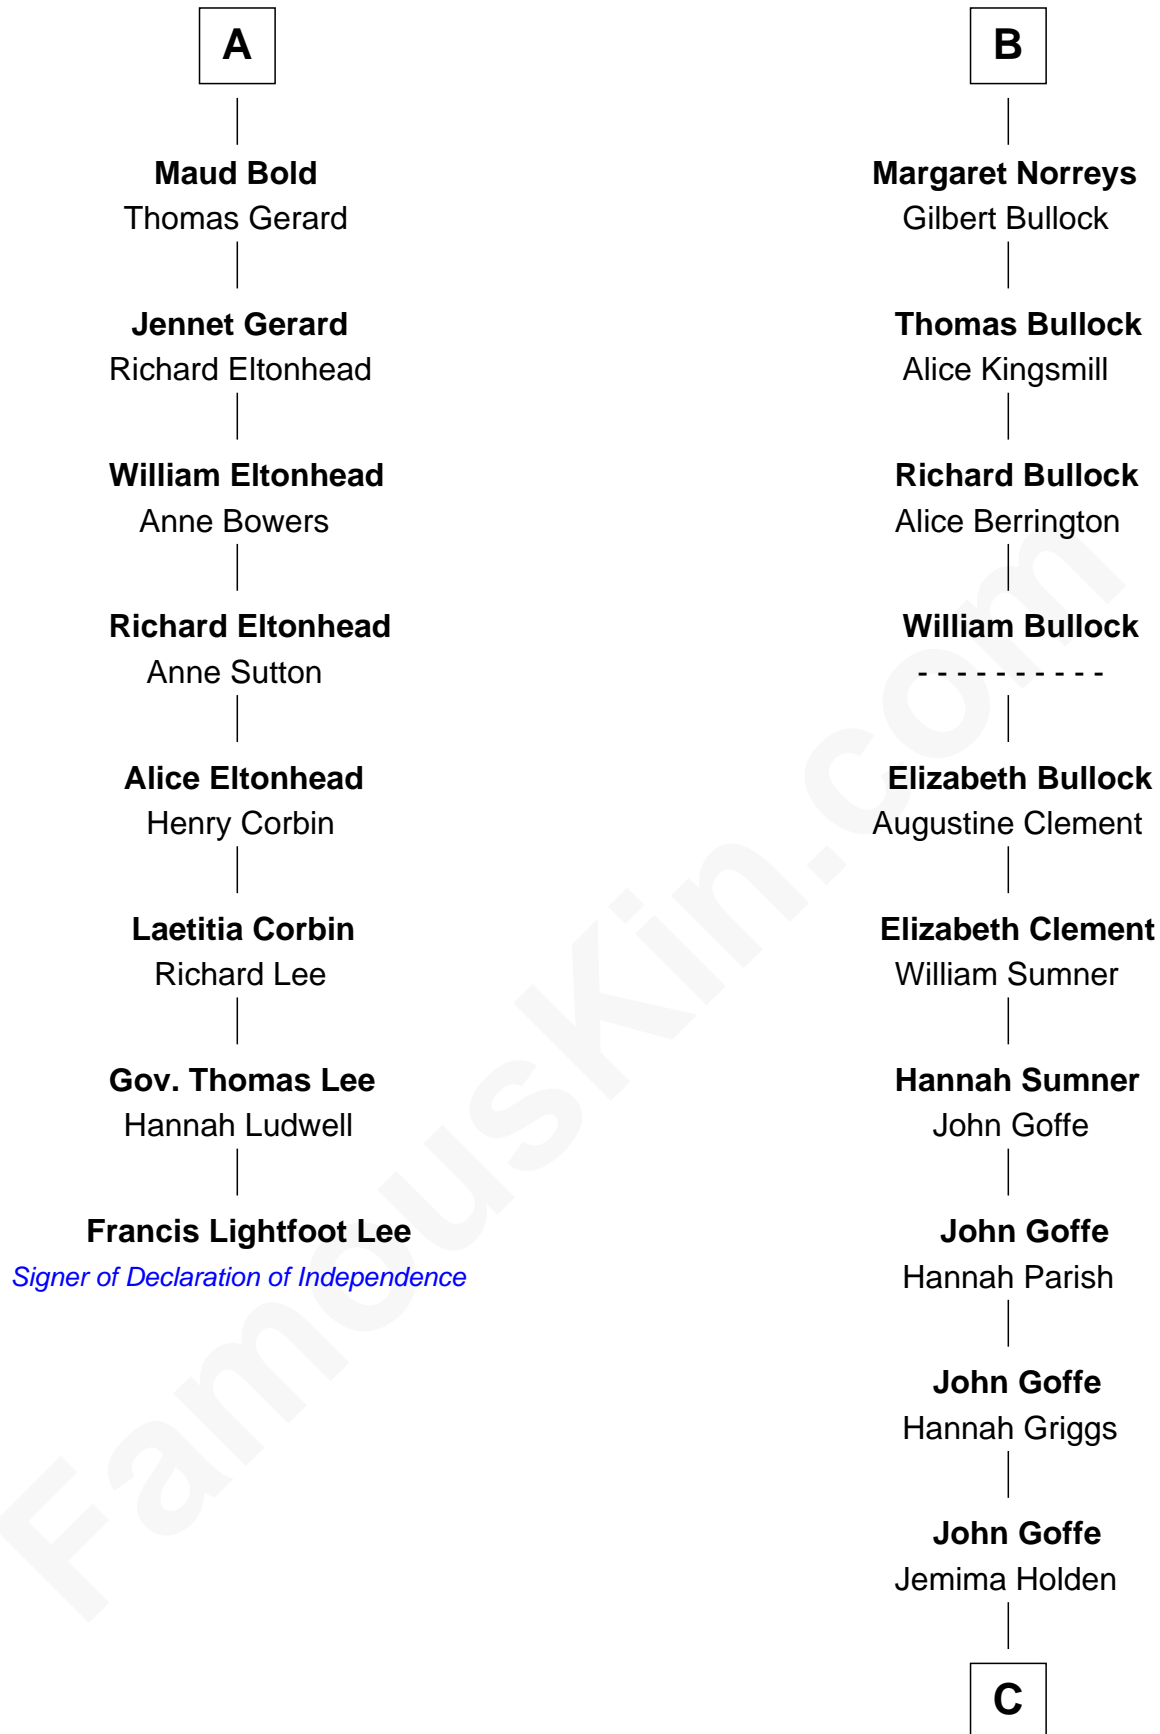 A
Maud Bold
Thomas Gerard
Jennet Gerard
Richard Eltonhead
William Eltonhead
Anne Bowers
Richard Eltonhead
Anne Sutton
Alice Eltonhead
Henry Corbin
Laetitia Corbin
Richard Lee
Gov. Thomas Lee
Hannah Ludwell
Francis Lightfoot Lee
Signer of Declaration of Independence
B
Margaret Norreys
Gilbert Bullock
Thomas Bullock
Alice Kingsmill
Richard Bullock
Alice Berrington
William Bullock
- - - - - - - - - -
Elizabeth Bullock
Augustine Clement
Elizabeth Clement
William Sumner
Hannah Sumner
John Goffe
John Goffe
Hannah Parish
John Goffe
Hannah Griggs
John Goffe
Jemima Holden
C
FamousKin.com